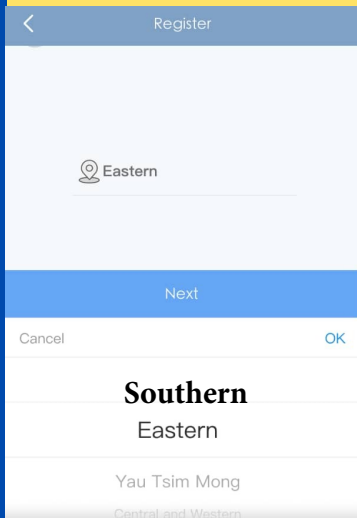 Register
Eastern
Next
Cancel
OK
Southern
Eastern
Yau Tsim Mong
Central and Western